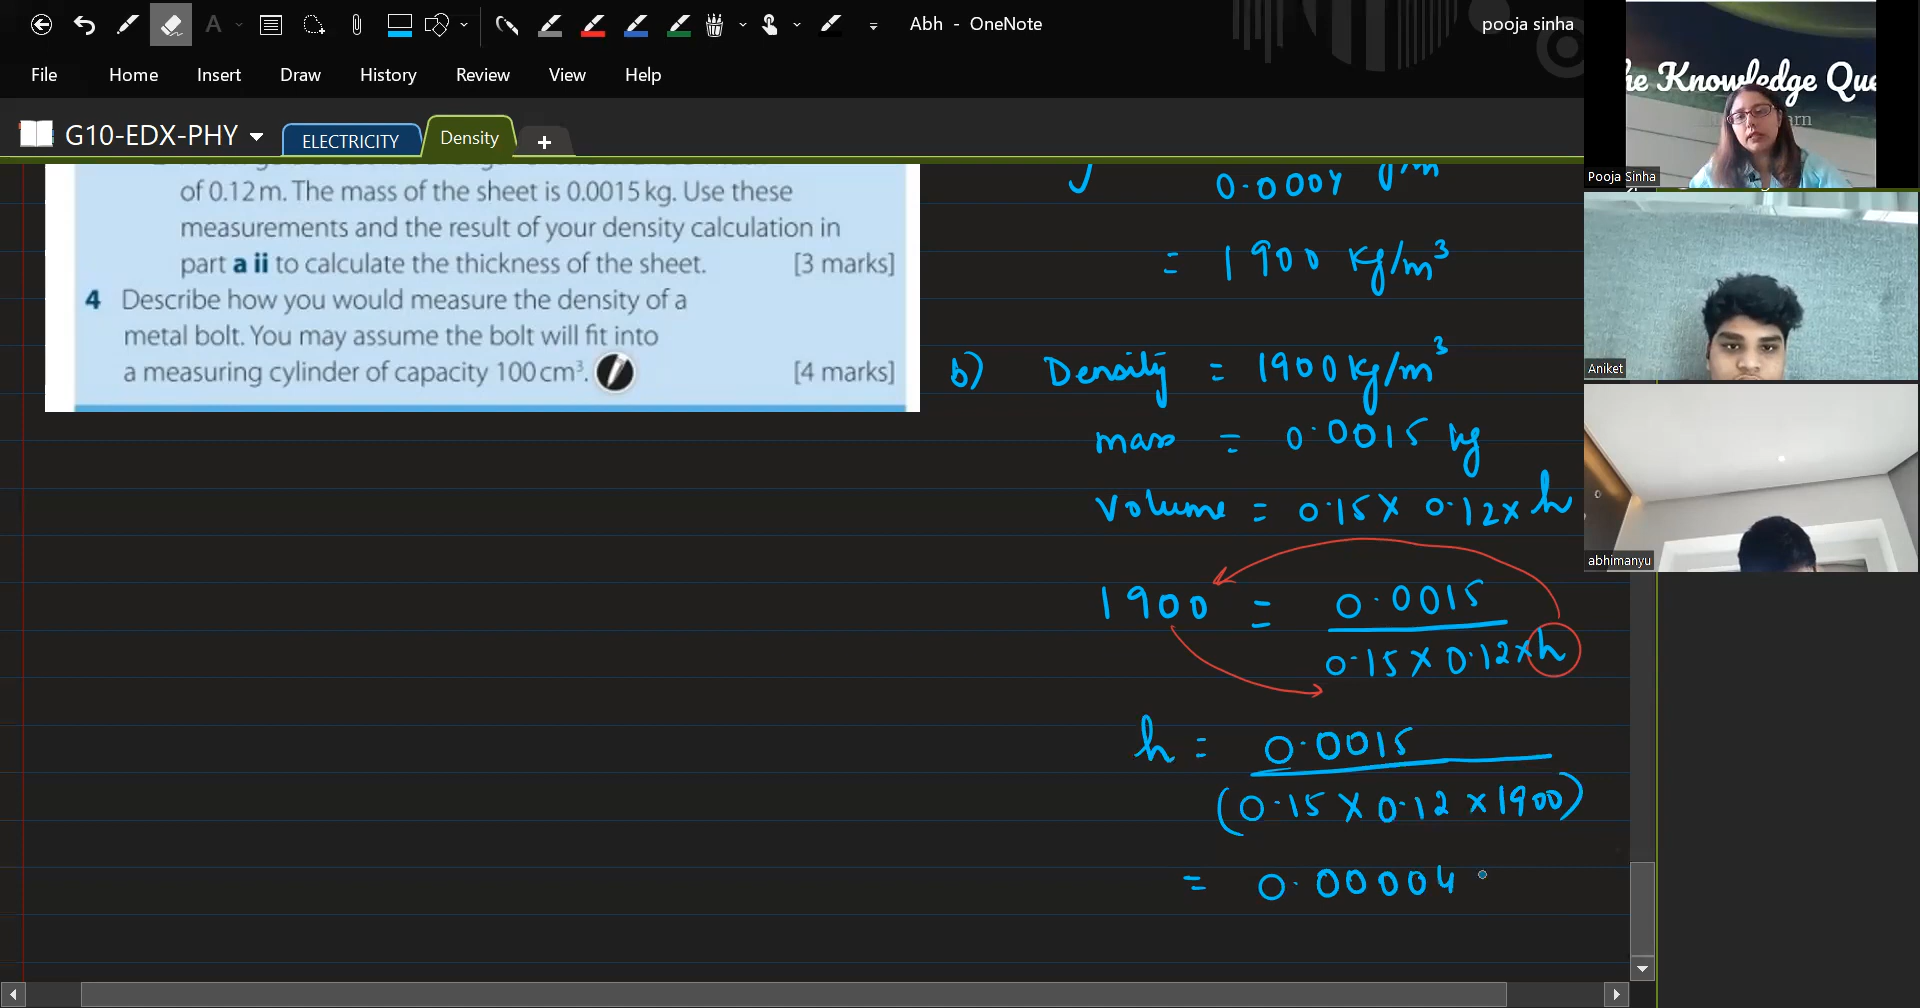 Abh - OneNote
pooja sinha
File Home Insert Draw History Review View Help
G10-EDX-PHY
ELECTRICITY
Density
of 0.12 m. The mass of the sheet is 0.0015 kg. Use these
measurements and the result of your density calculation in
part a ii to calculate the thickness of the sheet. [3 marks]
4 Describe how you would measure the density of a
metal bolt. You may assume the bolt will fit into
a measuring cylinder of capacity 100 cm³. [4 marks]
= 1900 kg/m³
b) Density = 1900 kg/m³
mass = 0.0015 kg
Volume = 0.15 × 0.12 × h
1900 = 0.0015
0.15 × 0.12 × h
h = 0.0015
(0.15 × 0.12 × 1900)
= 0.00004
he Knowledge Que
arn
Pooja Sinha
Aniket
abhimanyu